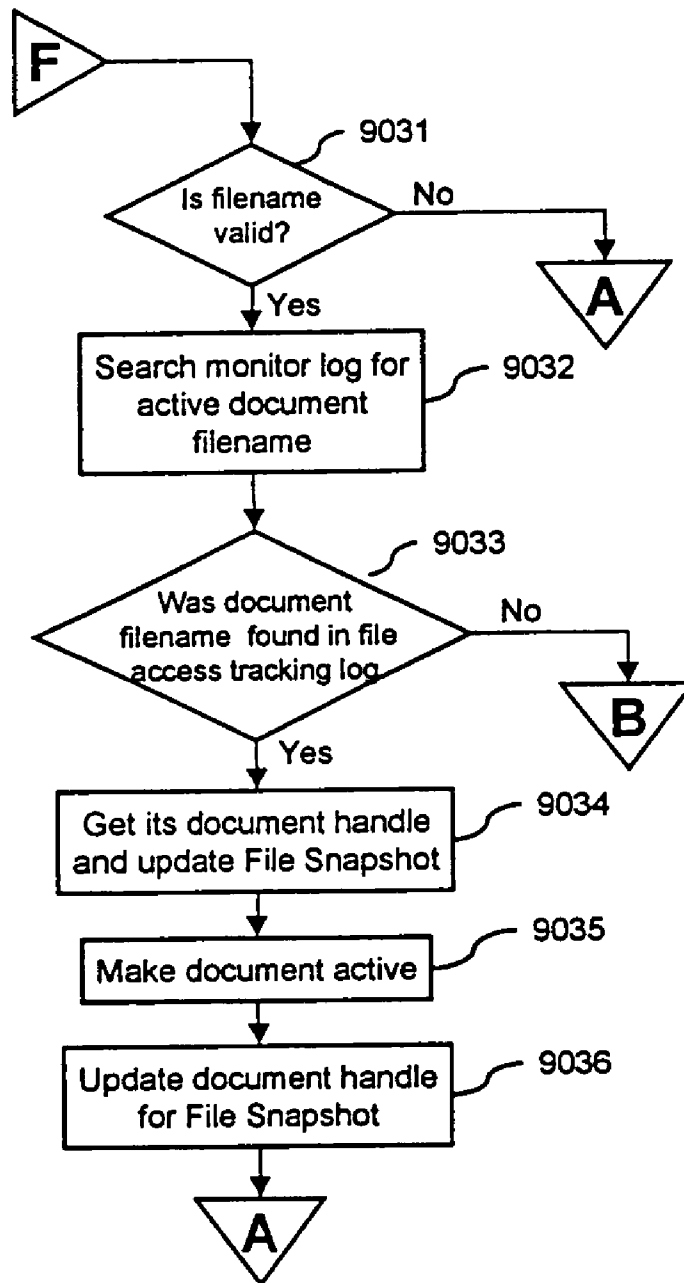 F
9031
Is filename
valid?
No
A
Yes
Search monitor log for
active document
filename
9032
9033
Was document
filename found in file
access tracking log
No
B
Yes
Get its document handle
and update File Snapshot
9034
Make document active
9035
Update document handle
for File Snapshot
9036
A